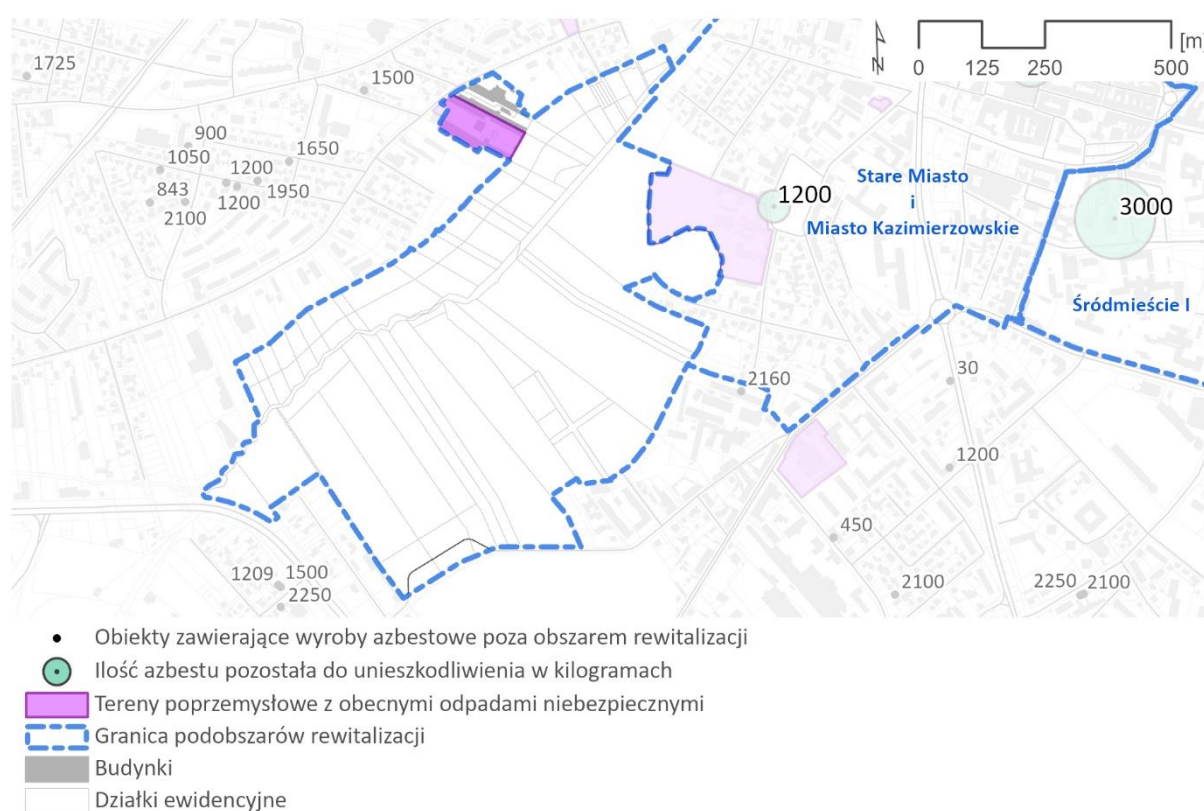 [m]
0 125 250 500
1725
1500
900
1050
1200
1650
843
2100
1200
1950
1200
Stare Miasto
i
Miasto Kazimierzowskie
3000
Śródmieście I
2160
30
1200
450
1209 1500
2250
2100
2250 2100
Obiekty zawierające wyroby azbestowe poza obszarem rewitalizacji
Ilość azbestu pozostała do unieszkodliwienia w kilogramach
Tereny poprzemysłowe z obecnymi odpadami niebezpiecznymi
Granica podobszarów rewitalizacji
Budynki
Działki ewidencyjne